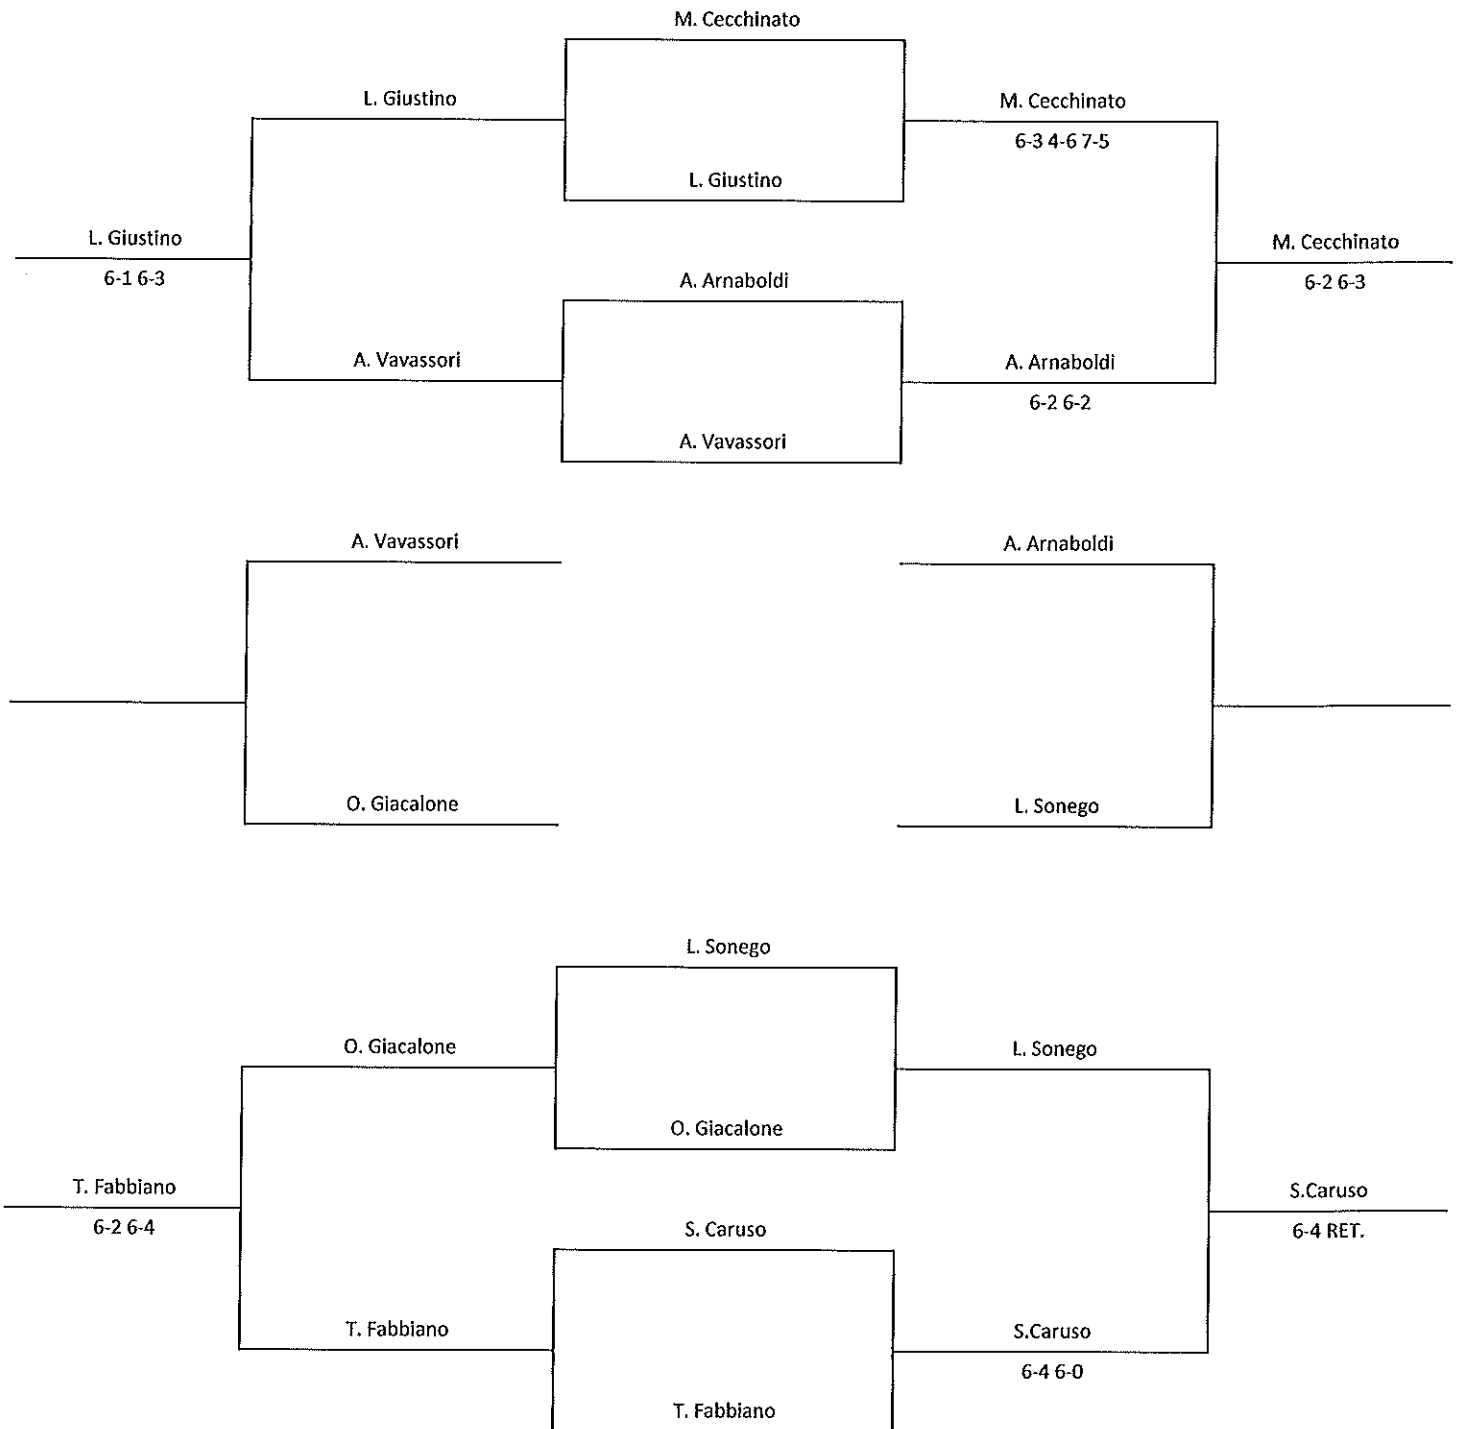 M. Cecchinato
L. Giustino
M. Cecchinato
6-3 4-6 7-5
L. Giustino
L. Giustino
6-1 6-3
M. Cecchinato
6-2 6-3
A. Arnaboldi
A. Vavassori
A. Arnaboldi
6-2 6-2
A. Vavassori
A. Vavassori
A. Arnaboldi
O. Giacalone
L. Sonego
L. Sonego
O. Giacalone
L. Sonego
O. Giacalone
T. Fabbiano
6-2 6-4
S.Caruso
6-4 RET.
S. Caruso
T. Fabbiano
S.Caruso
6-4 6-0
T. Fabbiano